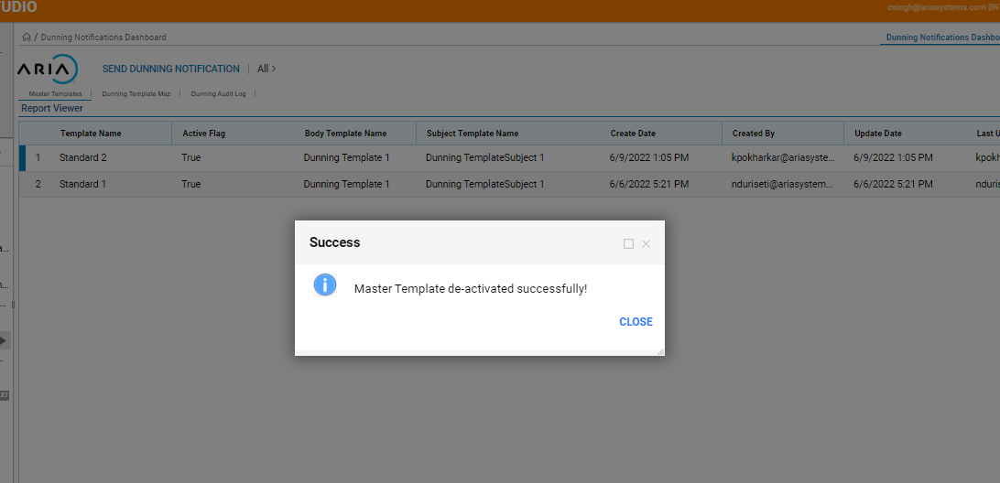 TUDIO
csingh@ariasystems.com [IN
/ Dunning Notifications Dashboard
Dunning Notifications Dashbo
ARIA
SEND DUNNING NOTIFICATION | All >
Master Templates | Dunning Template Map | Dunning Audit Log |
Report Viewer
Template Name Active Flag Body Template Name Subject Template Name Create Date Created By Update Date Last U
1 Standard 2 True Dunning Template 1 Dunning TemplateSubject 1 6/9/2022 1:05 PM kpokharkar@ariasyste... 6/9/2022 1:05 PM kpokh
2 Standard 1 True Dunning Template 1 Dunning TemplateSubject 1 6/6/2022 5:21 PM nduriseti@ariasystem... 6/6/2022 5:21 PM nduris
Success
Master Template de-activated successfully!
CLOSE